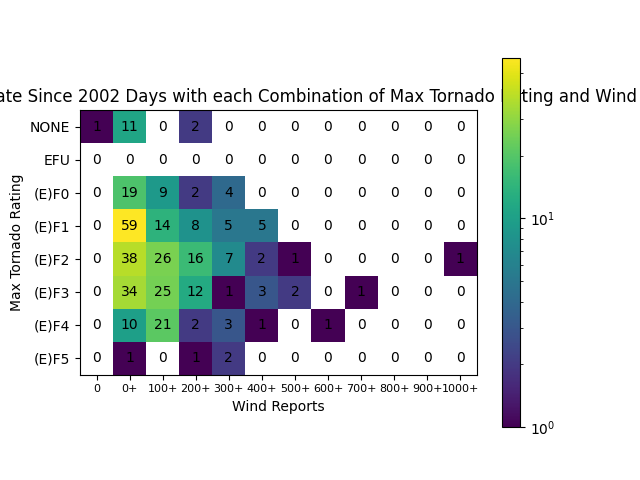 ate Since 2002 Days with each Combination of Max Tornado Rating and Wind
Max Tornado Rating
NONE 1 11 0 2 0 0 0 0 0 0 0 0
EFU 0 0 0 0 0 0 0 0 0 0 0 0
(E)F0 0 19 9 2 4 0 0 0 0 0 0 0
(E)F1 0 59 14 8 5 5 0 0 0 0 0 0
(E)F2 0 38 26 16 7 2 1 0 0 0 0 1
(E)F3 0 34 25 12 1 3 2 0 1 0 0 0
(E)F4 0 10 21 2 3 1 0 1 0 0 0 0
(E)F5 0 1 0 1 2 0 0 0 0 0 0 0
0 0+ 100+ 200+ 300+ 400+ 500+ 600+ 700+ 800+ 900+ 1000+
Wind Reports
10¹
10⁰